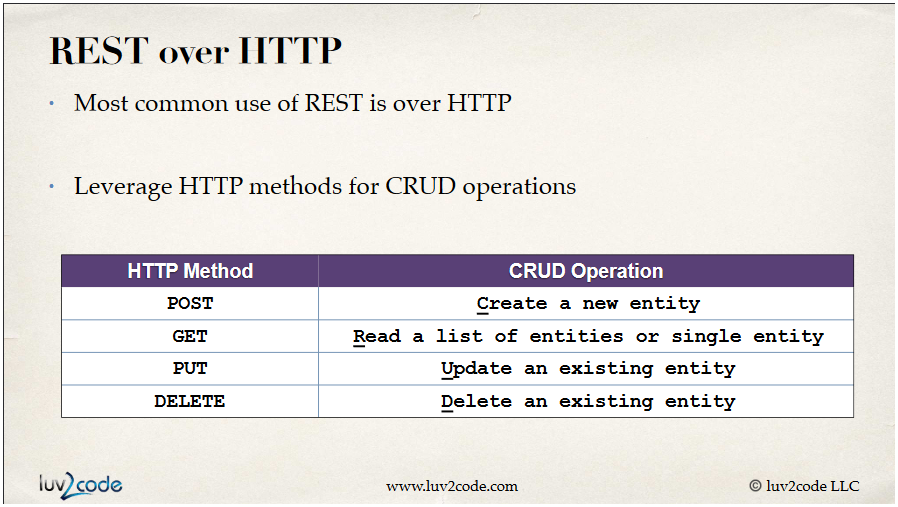 REST over HTTP
• Most common use of REST is over HTTP
• Leverage HTTP methods for CRUD operations
HTTP Method CRUD Operation
POST Create a new entity
GET Read a list of entities or single entity
PUT Update an existing entity
DELETE Delete an existing entity
luv2code www.luv2code.com © luv2code LLC